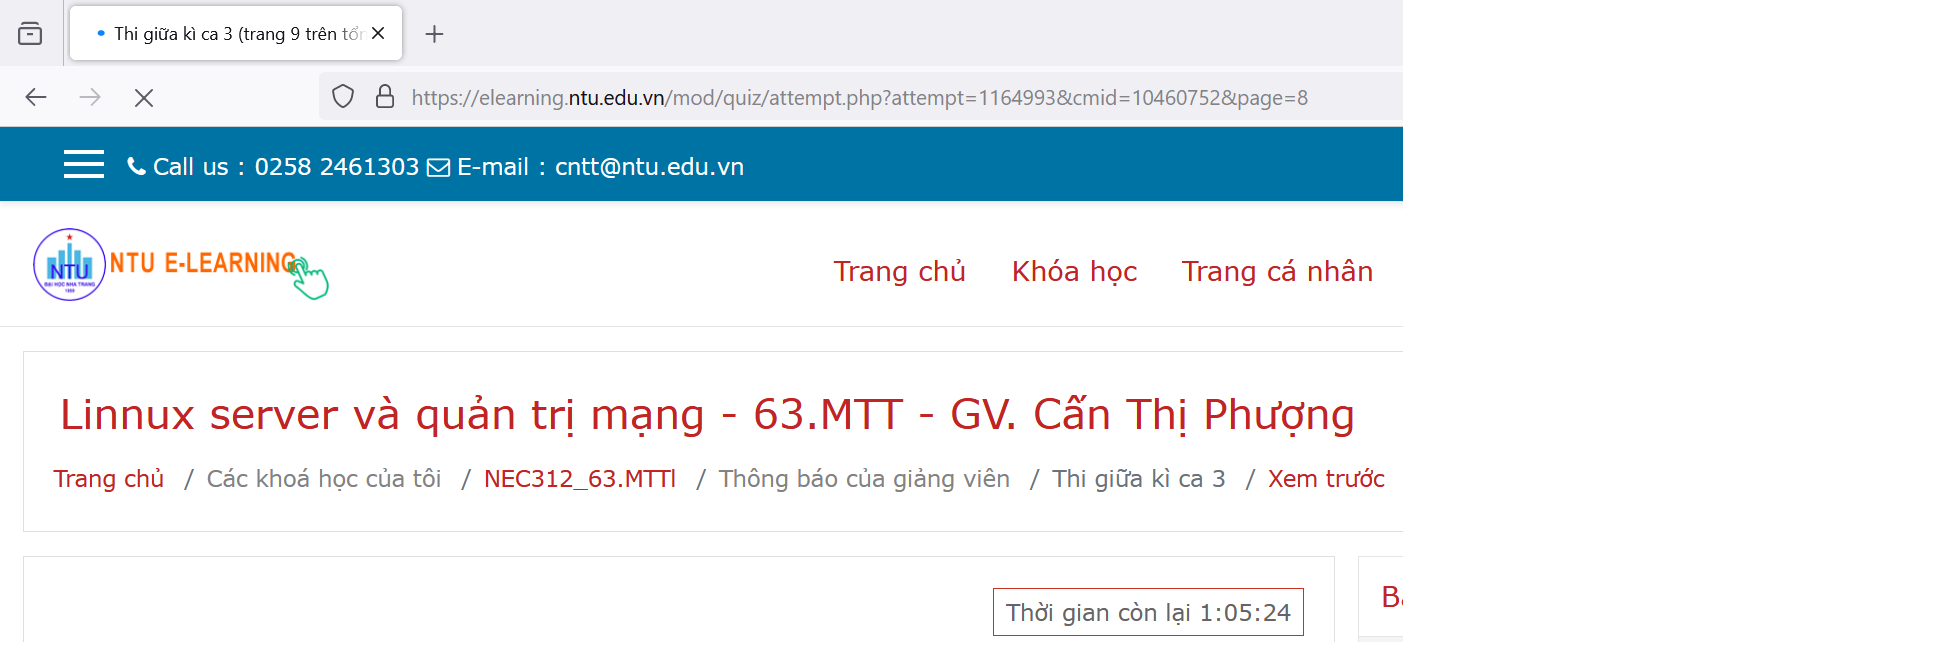 Thi giữa kì ca 3 (trang 9 trên tổn
https://elearning.ntu.edu.vn/mod/quiz/attempt.php?attempt=1164993&cmid=10460752&page=8
Call us : 0258 2461303 E-mail : cntt@ntu.edu.vn
NTU
ĐẠI HỌC NHA TRANG
1959
NTU E-LEARNING
Trang chủ Khóa học Trang cá nhân
Linnux server và quản trị mạng - 63.MTT - GV. Cấn Thị Phượng
Trang chủ / Các khoá học của tôi / NEC312_63.MTTl / Thông báo của giảng viên / Thi giữa kì ca 3 / Xem trước
Thời gian còn lại 1:05:24